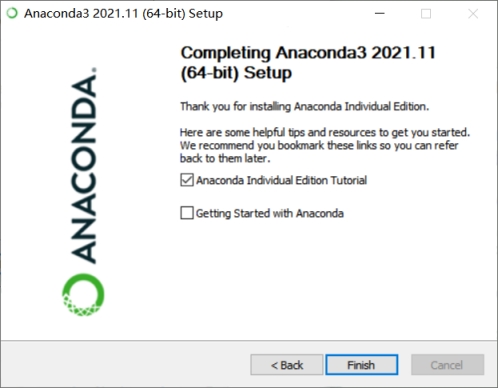 Anaconda3 2021.11 (64-bit) Setup
Completing Anaconda3 2021.11
(64-bit) Setup
Thank you for installing Anaconda Individual Edition.
Here are some helpful tips and resources to get you started.
We recommend you bookmark these links so you can refer
back to them later.
Anaconda Individual Edition Tutorial
Getting Started with Anaconda
ANACONDA.
< Back
Finish
Cancel